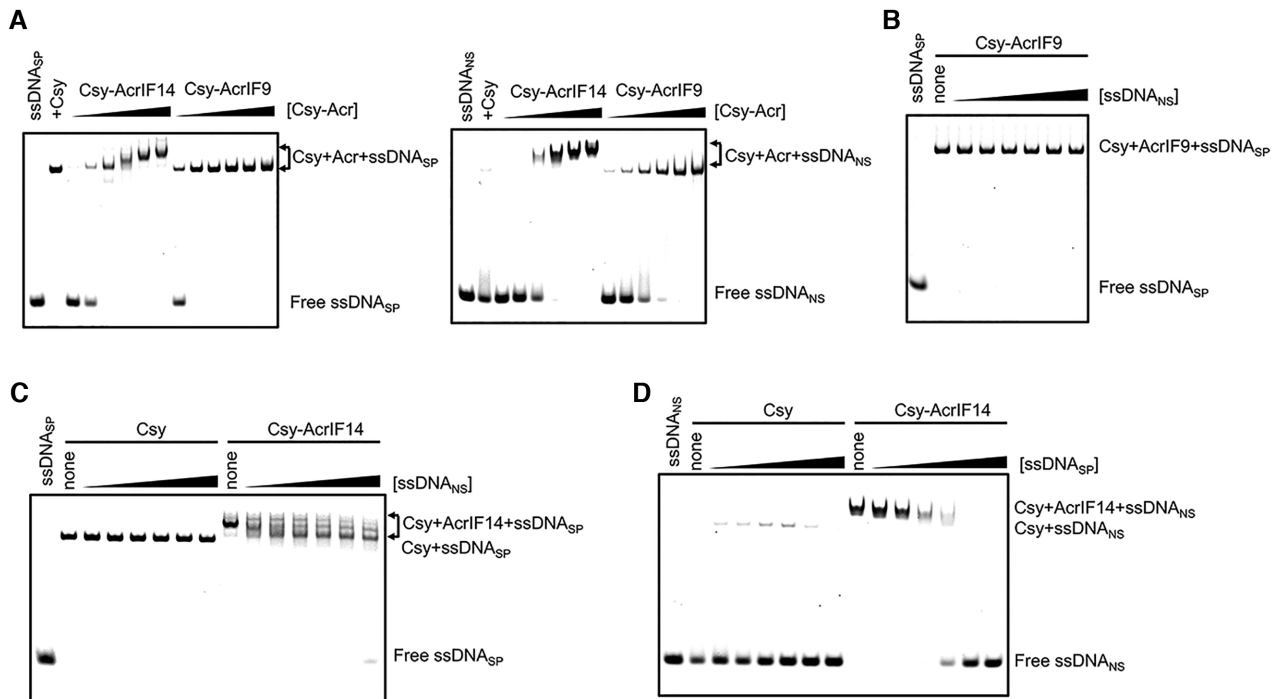 A
ssDNASP
+Csy
Csy-AcrIF14
Csy-AcrIF9
[Csy-Acr]
Csy+Acr+ssDNASP
Free ssDNASP
ssDNANS
+Csy
Csy-AcrIF14
Csy-AcrIF9
[Csy-Acr]
Csy+Acr+ssDNANS
Free ssDNANS
B
ssDNASP
none
Csy-AcrIF9
[ssDNANS]
Csy+AcrIF9+ssDNASP
Free ssDNASP
C
ssDNASP
none
Csy
none
Csy-AcrIF14
[ssDNANS]
Csy+AcrIF14+ssDNASP
Csy+ssDNASP
Free ssDNASP
D
ssDNANS
none
Csy
none
Csy-AcrIF14
[ssDNASP]
Csy+AcrIF14+ssDNANS
Csy+ssDNANS
Free ssDNANS